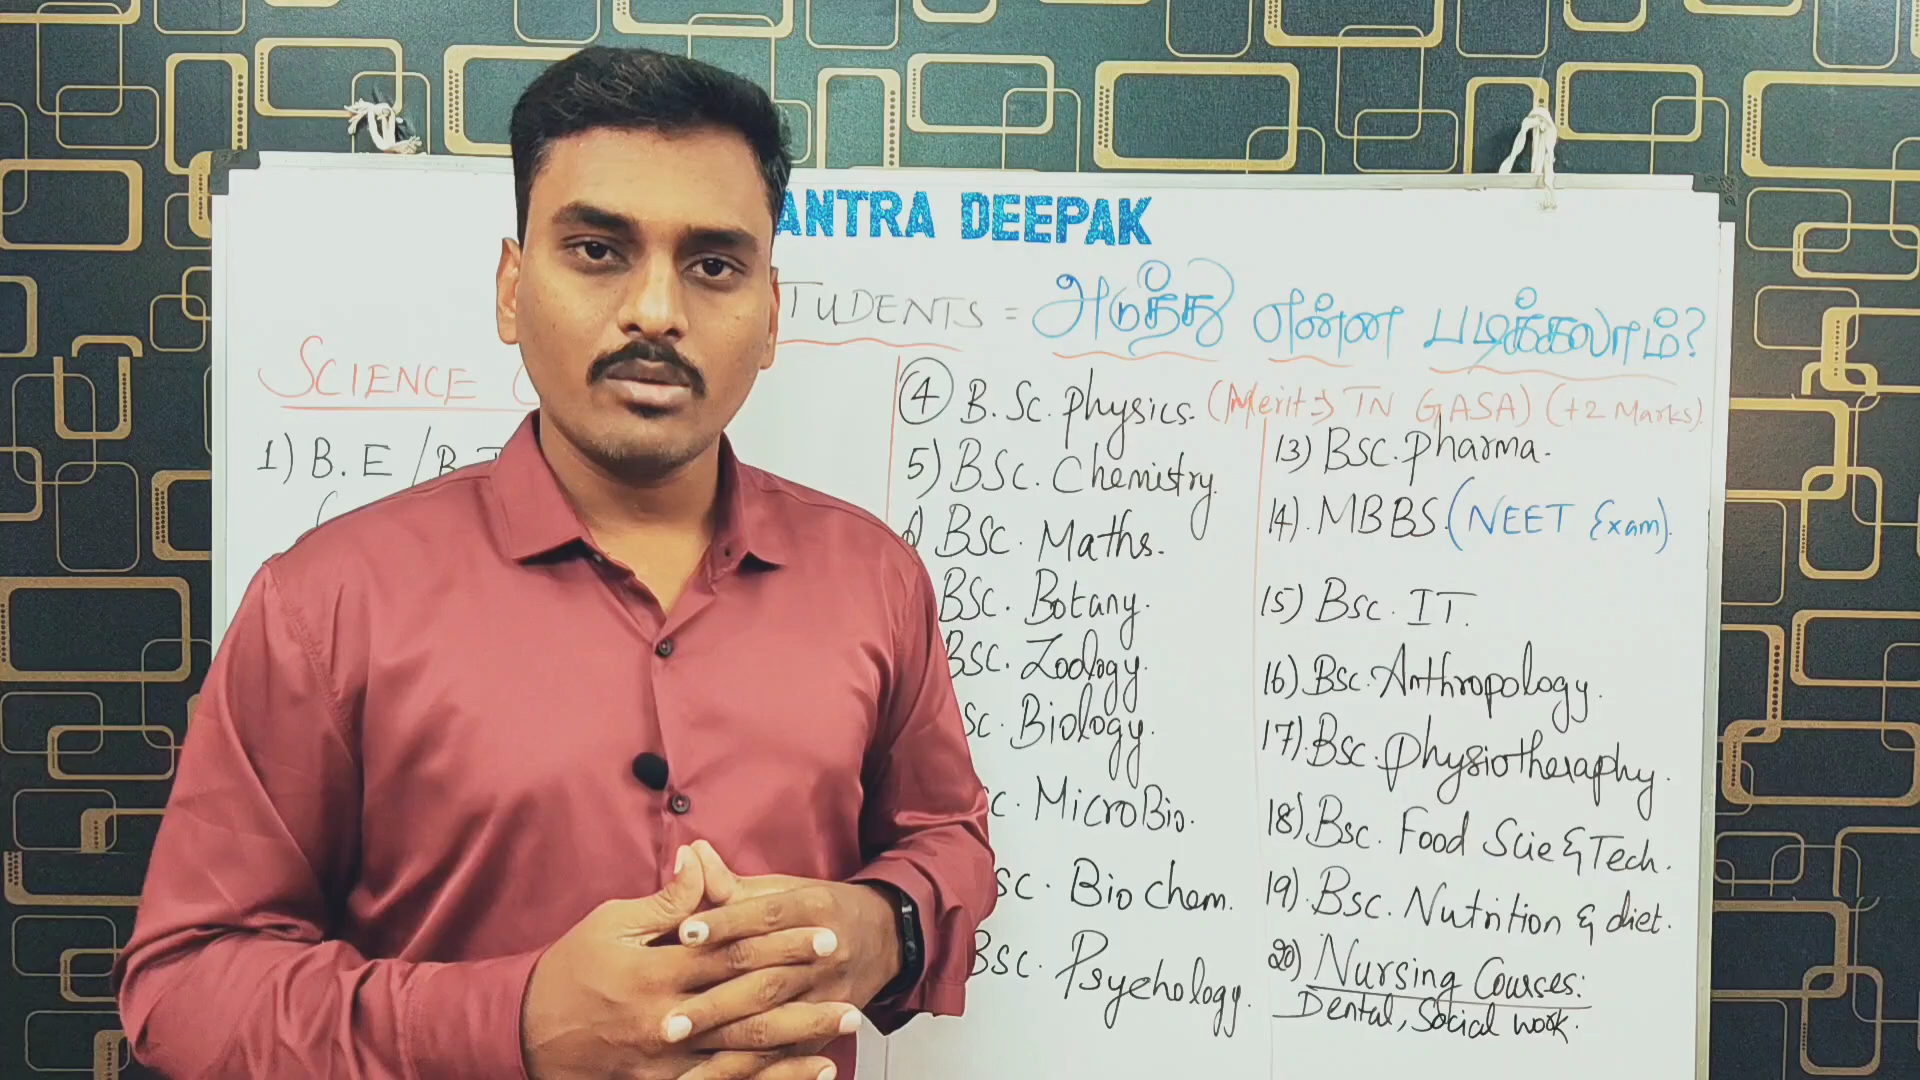 ANTRA DEEPAK
TUDENTS = அடுத்து என்ன படிக்கலாம்?
SCIENCE
1) B.E /B.
4 B.Sc. physics. (Merit => TN GASA) (+2 Marks).
5) BSc. Chemistry.
BSc. Maths.
BSc. Botany.
BSc. Zoology.
Sc. Biology.
c. MicroBio.
sc. Bio chem.
BSc. Psychology.
13) BSc. pharma.
14). MBBS. (NEET Exam).
15) BSc. IT.
16) BSc. Anthropology.
17). BSc. physiotheraphy.
18). BSc. Food Scie & Tech.
19). BSc. Nutrition & diet.
20) Nursing Courses:
Dental, Social work.